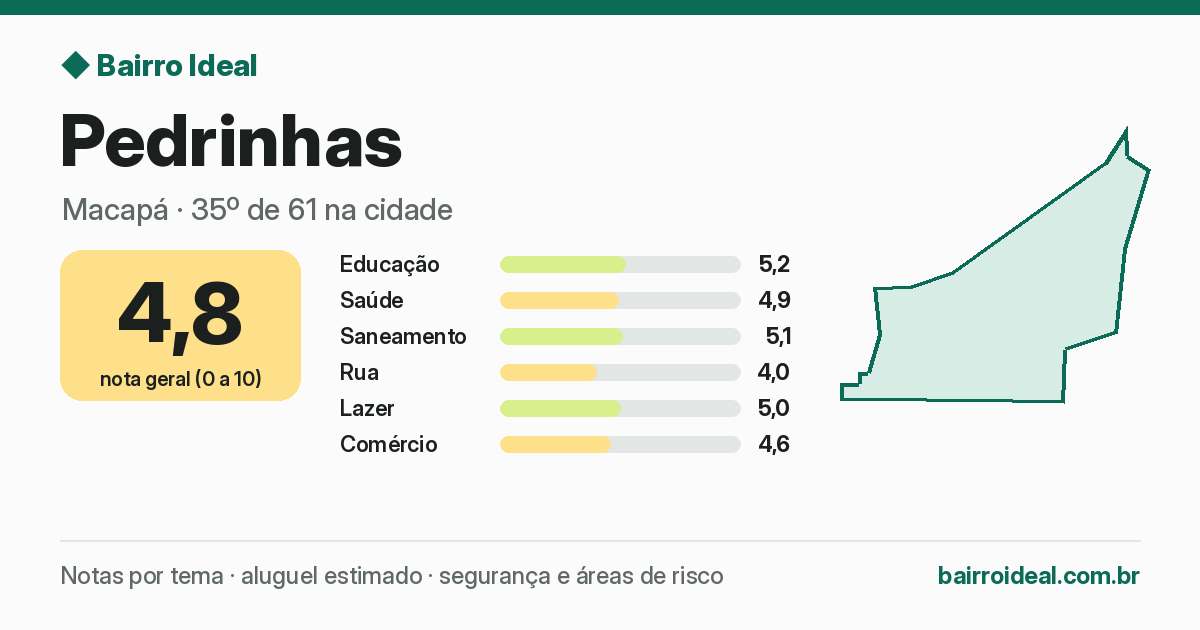 Bairro Ideal
Pedrinhas
Macapá · 35º de 61 na cidade
4,8
nota geral (0 a 10)
Educação 5,2
Saúde 4,9
Saneamento 5,1
Rua 4,0
Lazer 5,0
Comércio 4,6
Notas por tema · aluguel estimado · segurança e áreas de risco
bairroideal.com.br